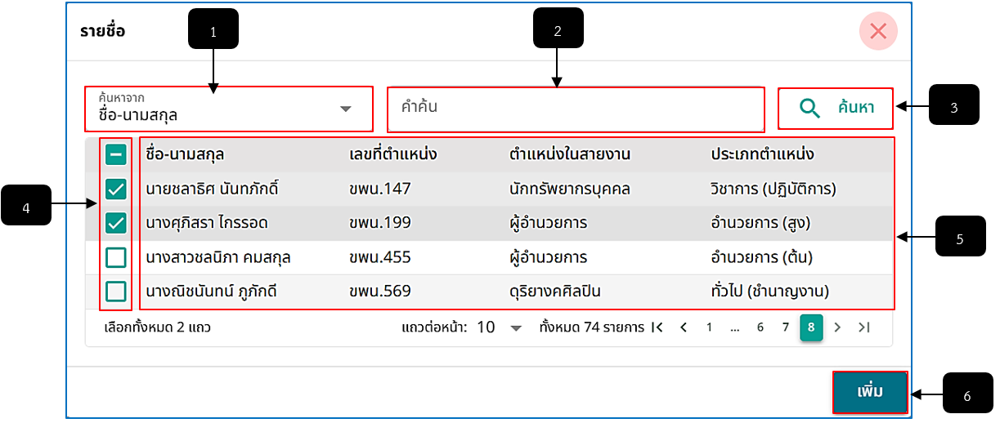 1
2
รายชื่อ
ค้นหาจาก
ชื่อ-นามสกุล
คำค้น
ค้นหา
3
ชื่อ-นามสกุล เลขที่ตำแหน่ง ตำแหน่งในสายงาน ประเภทตำแหน่ง
นายชลาธิศ นันทภักดิ์ ขพน.147 นักทรัพยากรบุคคล วิชาการ (ปฏิบัติการ)
4
นางศุภิสรา ไกรรอด ขพน.199 ผู้อำนวยการ อำนวยการ (สูง)
5
นางสาวชลนิภา คมสกุล ขพน.455 ผู้อำนวยการ อำนวยการ (ต้น)
นางณิชนันทน์ ภูภักดี ขพน.569 ดุริยางคศิลปิน ทั่วไป (ชำนาญงาน)
เลือกทั้งหมด 2 แถว แถวต่อหน้า: 10 ทั้งหมด 74 รายการ 1 ... 6 7 8
เพิ่ม
6